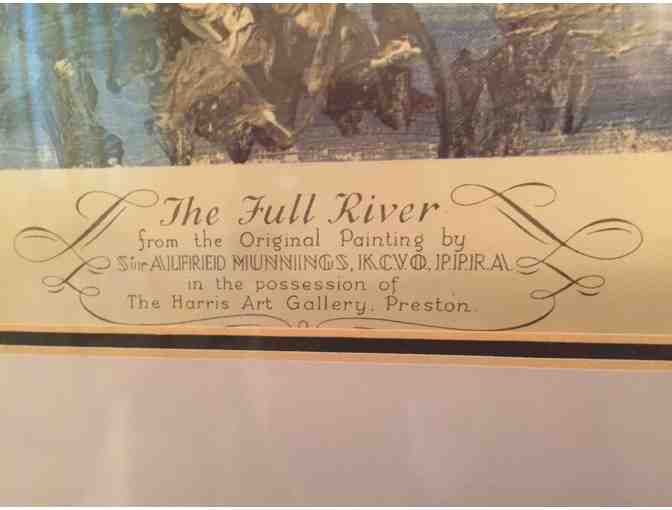 The Full River
from the Original Painting by
Sir ALFRED MUNNINGS, K.C.V.O., P.P.R.A.
in the possession of
The Harris Art Gallery, Preston.